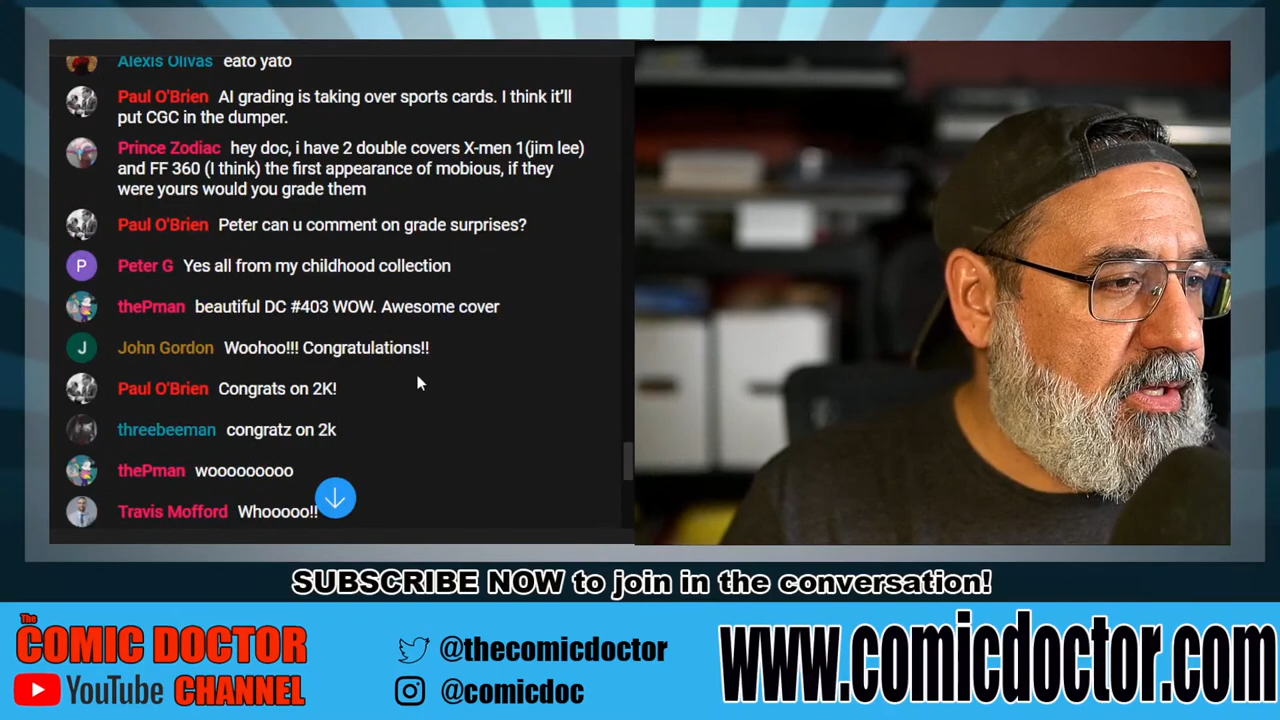 Alexis Olivas eato yato
Paul O'Brien AI grading is taking over sports cards. I think it'll
put CGC in the dumper.
Prince Zodiac hey doc, i have 2 double covers X-men 1(jim lee)
and FF 360 (I think) the first appearance of mobious, if they
were yours would you grade them
Paul O'Brien Peter can u comment on grade surprises?
P Peter G Yes all from my childhood collection
thePman beautiful DC #403 WOW. Awesome cover
J John Gordon Woohoo!!! Congratulations!!
Paul O'Brien Congrats on 2K!
threebeeman congratz on 2k
thePman wooooooooo
Travis Mofford Whooooo!!
SUBSCRIBE NOW to join in the conversation!
The
COMIC DOCTOR
YouTube CHANNEL
@thecomicdoctor
@comicdoc
www.comicdoctor.com